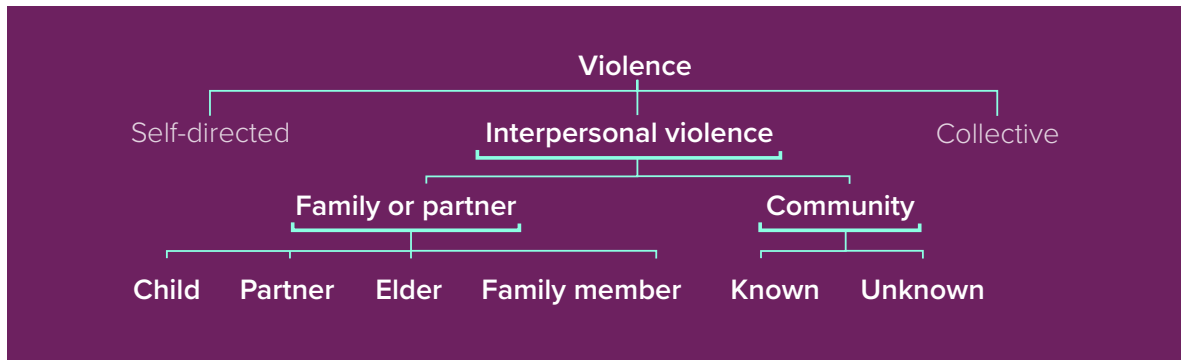 Violence
Self-directed Interpersonal violence Collective
Family or partner Community
Child Partner Elder Family member Known Unknown